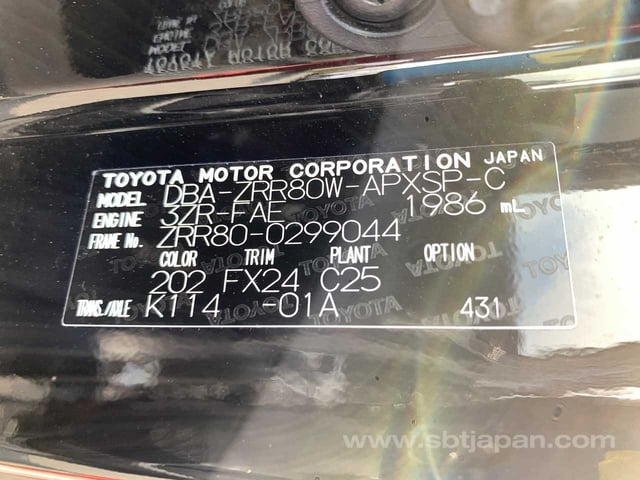 TOYOTA MOTOR CORPORATION JAPAN
MODEL DBA-ZRR80W-APXSP-C
ENGINE 3ZR-FAE 1986 mL
FRAME No. ZRR80-0299044
COLOR TRIM PLANT OPTION
202 FX24 C25
TRANS./AXLE K114 -01A 431
www.sbtjapan.com